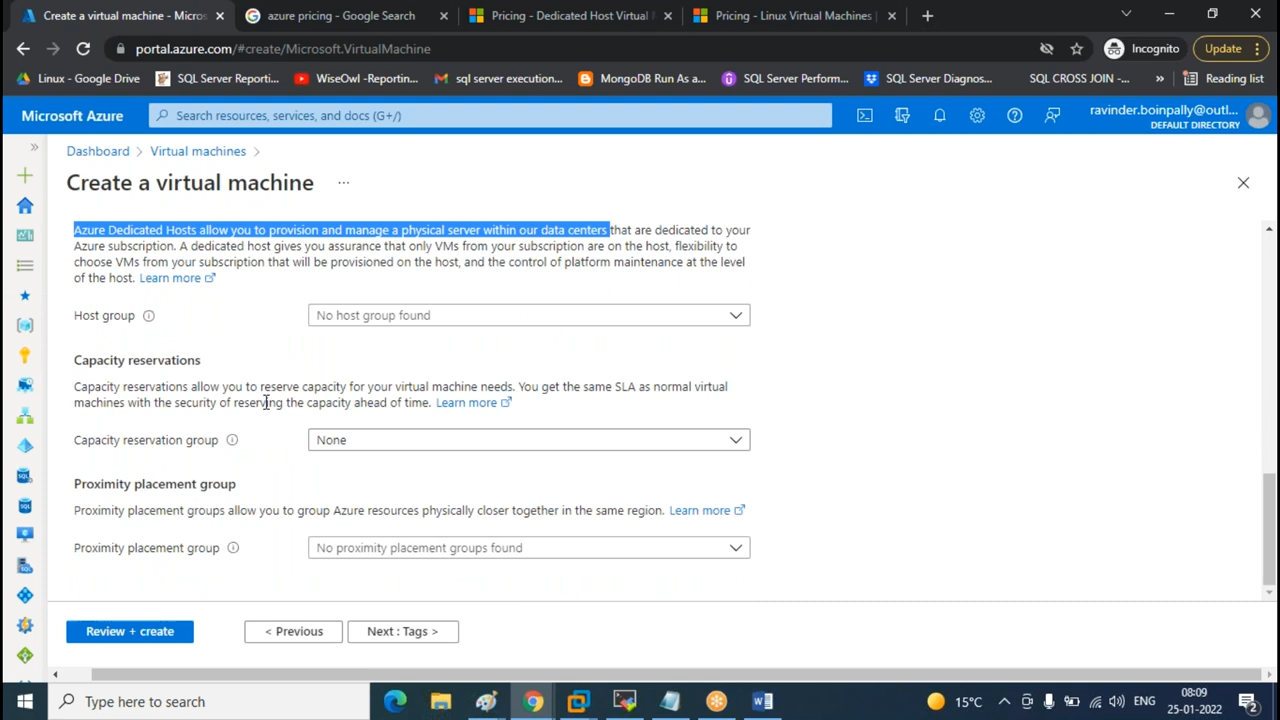 Create a virtual machine - Micros
azure pricing - Google Search
Pricing - Dedicated Host Virtual
Pricing - Linux Virtual Machines
portal.azure.com/#create/Microsoft.VirtualMachine
Incognito
Update
Linux - Google Drive
SQL Server Reporti...
WiseOwl -Reportin...
sql server execution...
MongoDB Run As a...
SQL Server Perform...
SQL Server Diagnos...
SQL CROSS JOIN -...
»
Reading list
Microsoft Azure
Search resources, services, and docs (G+/)
ravinder.boinpally@outl...
DEFAULT DIRECTORY
Dashboard > Virtual machines >
Create a virtual machine ...
Azure Dedicated Hosts allow you to provision and manage a physical server within our data centers that are dedicated to your
Azure subscription. A dedicated host gives you assurance that only VMs from your subscription are on the host, flexibility to
choose VMs from your subscription that will be provisioned on the host, and the control of platform maintenance at the level
of the host. Learn more
Host group
No host group found
Capacity reservations
Capacity reservations allow you to reserve capacity for your virtual machine needs. You get the same SLA as normal virtual
machines with the security of reserving the capacity ahead of time. Learn more
Capacity reservation group
None
Proximity placement group
Proximity placement groups allow you to group Azure resources physically closer together in the same region. Learn more
Proximity placement group
No proximity placement groups found
Review + create
< Previous
Next : Tags >
Type here to search
15°C
ENG
08:09
25-01-2022
2